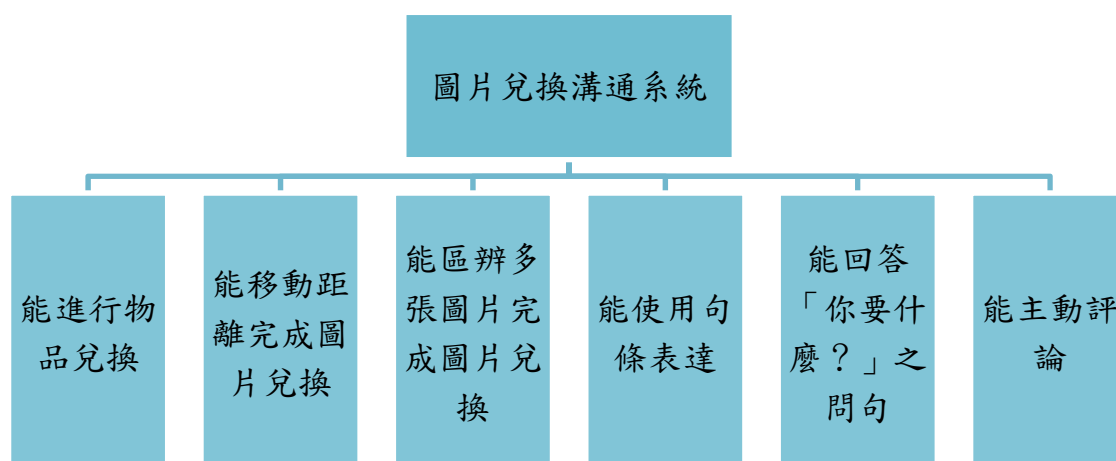 圖片兌換溝通系統
能進行物
品兌換
能移動距
離完成圖
片兌換
能區辨多
張圖片完
成圖片兌
換
能使用句
條表達
能回答
「你要什
麼？」之
問句
能主動評
論